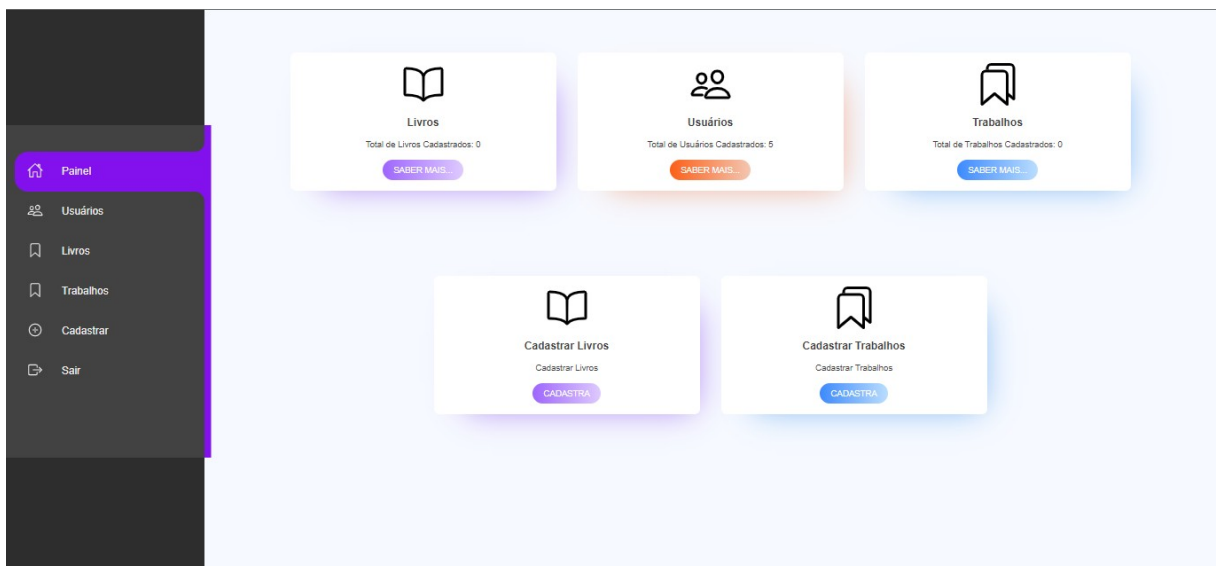 Painel
Usuários
Livros
Trabalhos
Cadastrar
Sair
Livros
Total de Livros Cadastrados: 0
SABER MAIS...
Usuários
Total de Usuários Cadastrados: 5
SABER MAIS...
Trabalhos
Total de Trabalhos Cadastrados: 0
SABER MAIS...
Cadastrar Livros
Cadastrar Livros
CADASTRA
Cadastrar Trabalhos
Cadastrar Trabalhos
CADASTRA